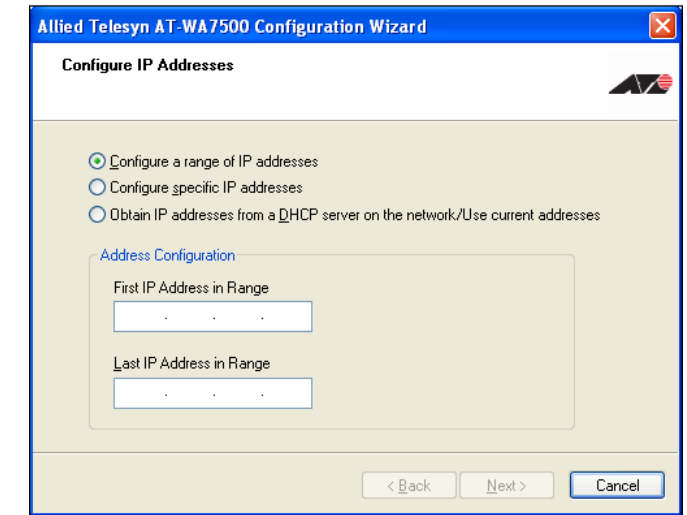 Allied Telesyn AT-WA7500 Configuration Wizard
Configure IP Addresses
Configure a range of IP addresses
Configure specific IP addresses
Obtain IP addresses from a DHCP server on the network/Use current addresses
Address Configuration
First IP Address in Range
. . .
Last IP Address in Range
. . .
< Back Next > Cancel